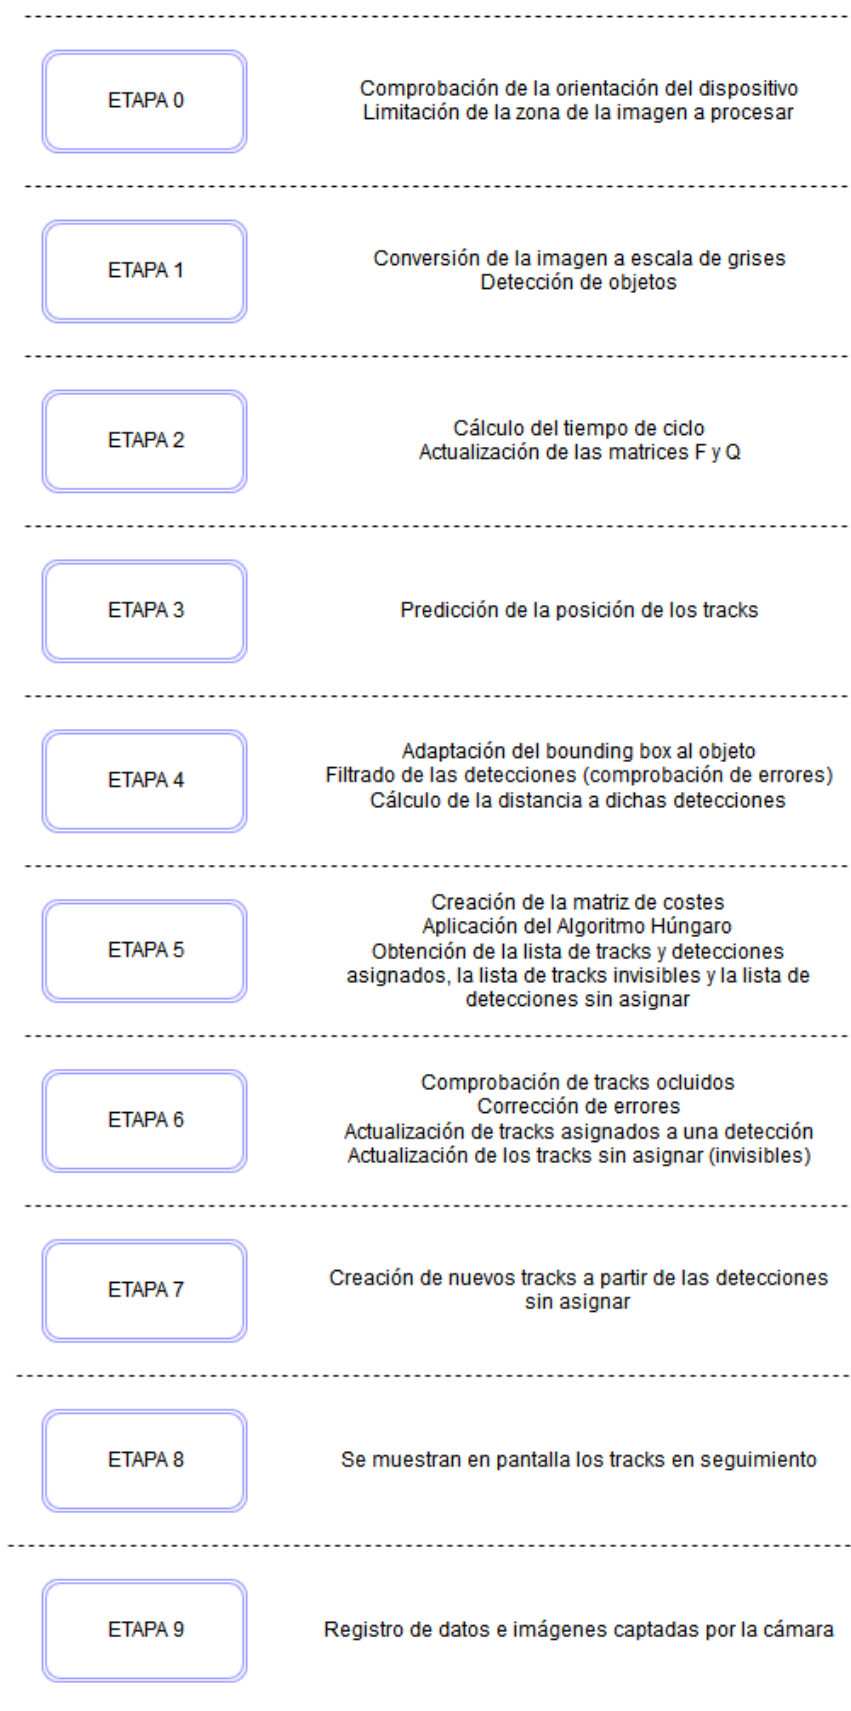 ETAPA 0
Comprobación de la orientación del dispositivo
Limitación de la zona de la imagen a procesar
ETAPA 1
Conversión de la imagen a escala de grises
Detección de objetos
ETAPA 2
Cálculo del tiempo de ciclo
Actualización de las matrices F y Q
ETAPA 3
Predicción de la posición de los tracks
ETAPA 4
Adaptación del bounding box al objeto
Filtrado de las detecciones (comprobación de errores)
Cálculo de la distancia a dichas detecciones
ETAPA 5
Creación de la matriz de costes
Aplicación del Algoritmo Húngaro
Obtención de la lista de tracks y detecciones
asignados, la lista de tracks invisibles y la lista de
detecciones sin asignar
ETAPA 6
Comprobación de tracks ocluidos
Corrección de errores
Actualización de tracks asignados a una detección
Actualización de los tracks sin asignar (invisibles)
ETAPA 7
Creación de nuevos tracks a partir de las detecciones
sin asignar
ETAPA 8
Se muestran en pantalla los tracks en seguimiento
ETAPA 9
Registro de datos e imágenes captadas por la cámara